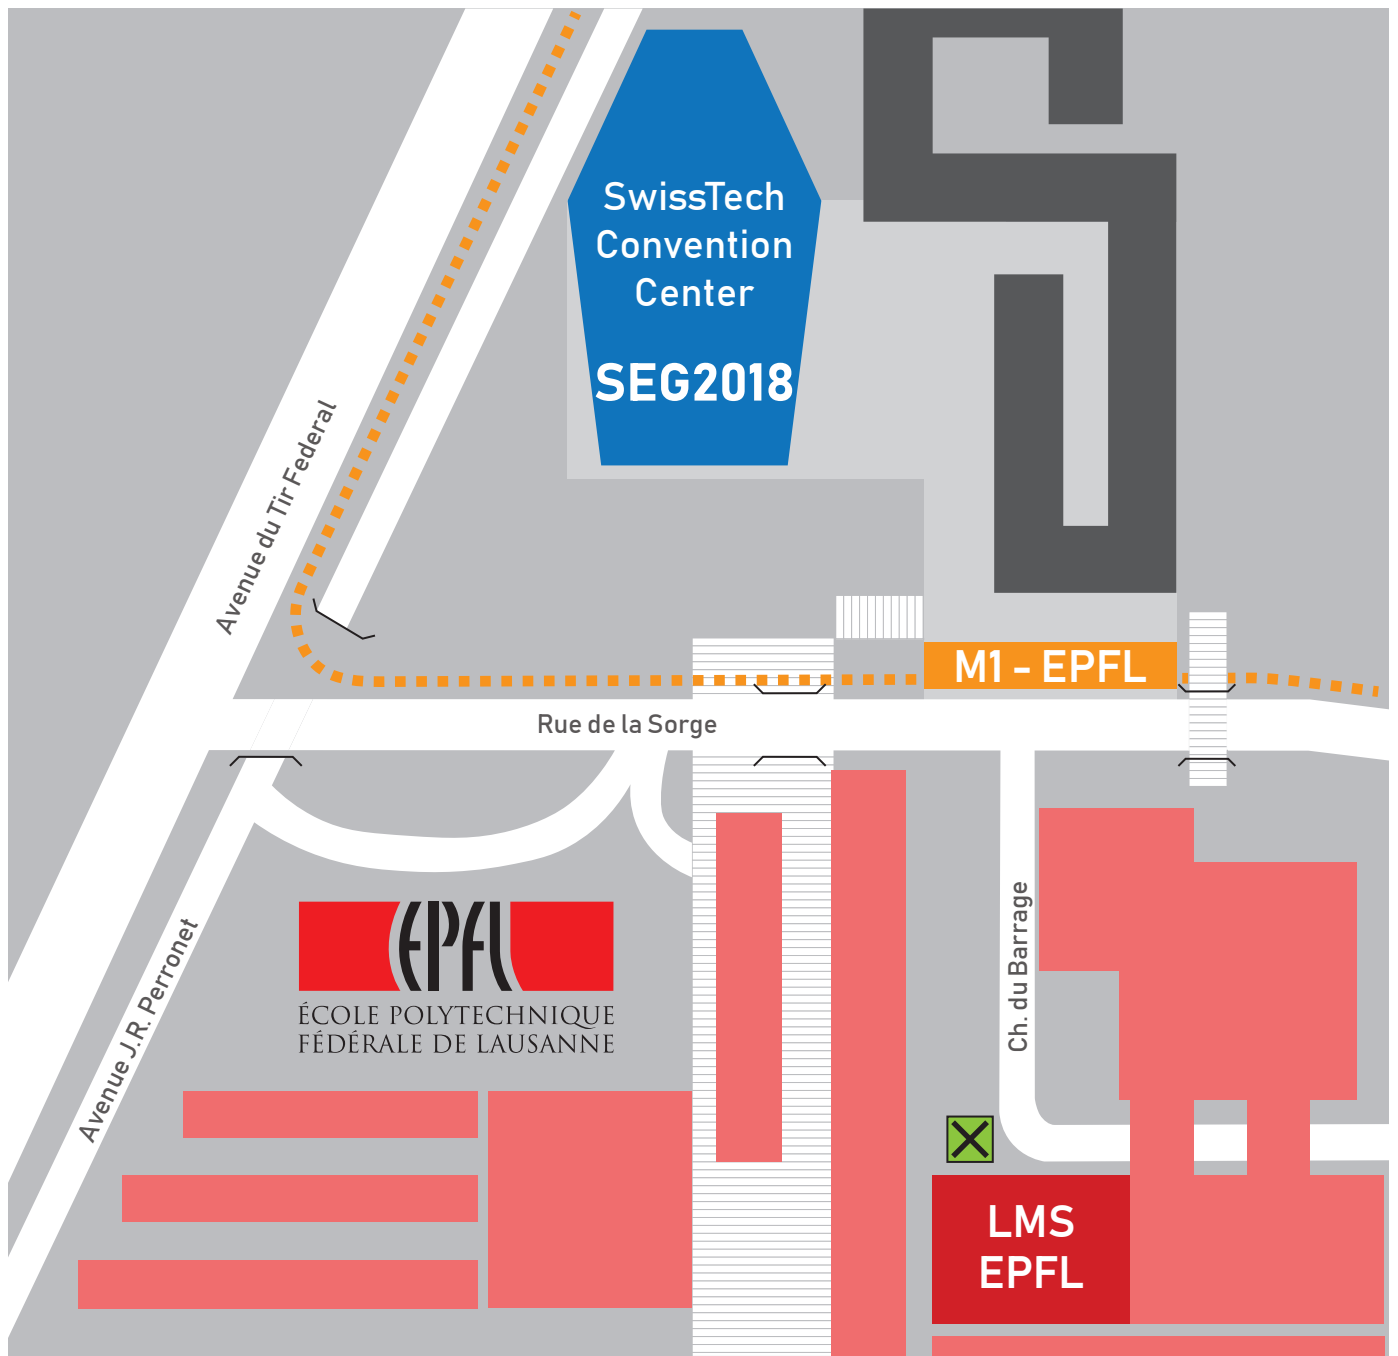 SwissTech
Convention
Center
SEG2018
Avenue du Tir Federal
M1 - EPFL
Rue de la Sorge
Ch. du Barrage
Avenue J.R. Perronet
EPFL
ÉCOLE POLYTECHNIQUE
FÉDÉRALE DE LAUSANNE
LMS
EPFL